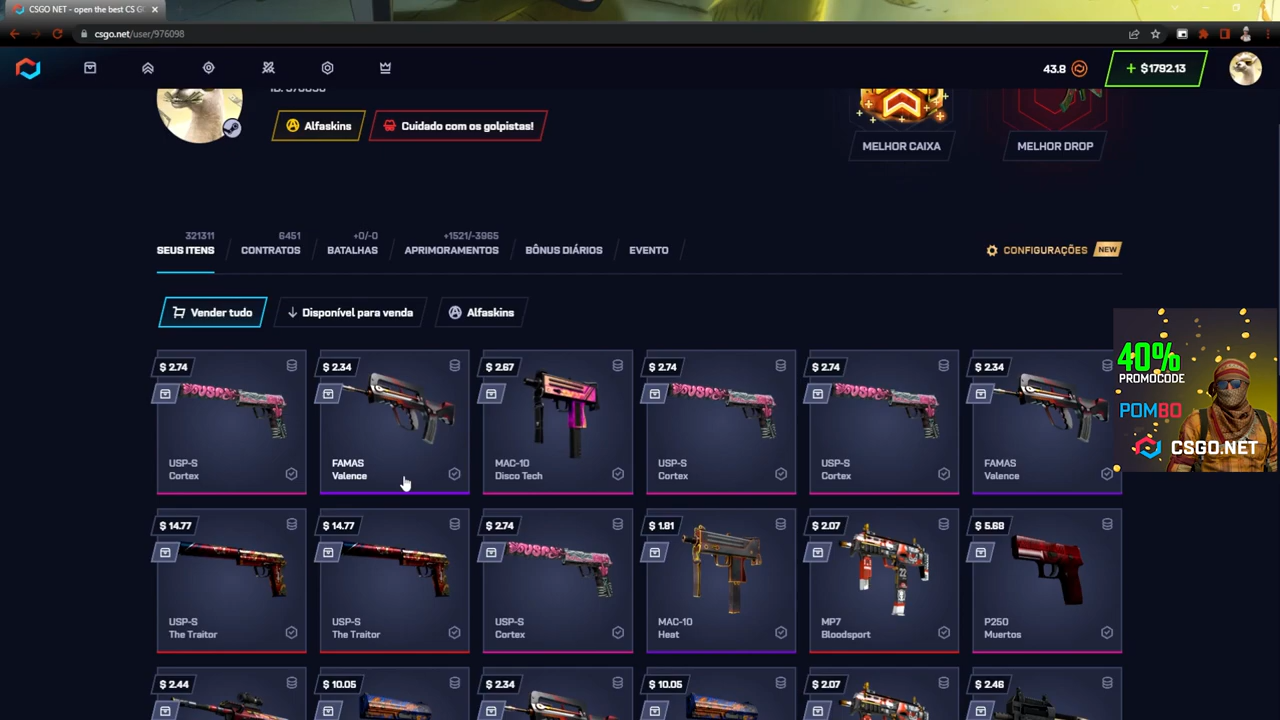 CSGO NET - open the best CS G
csgo.net/user/976098
43.8
+ $1792.13
Alfaskins
Cuidado com os golpistas!
MELHOR CAIXA
MELHOR DROP
321311
6451
+0/-0
+1521/-3965
SEUS ITENS
CONTRATOS
BATALHAS
APRIMORAMENTOS
BÔNUS DIÁRIOS
EVENTO
CONFIGURAÇÕES
NEW
Vender tudo
Disponível para venda
Alfaskins
40%
PROMOCODE
POMBO
CSGO.NET
$ 2.74
$ 2.34
$ 2.67
$ 2.74
$ 2.74
$ 2.34
USP-S
Cortex
FAMAS
Valence
MAC-10
Disco Tech
USP-S
Cortex
USP-S
Cortex
FAMAS
Valence
$ 14.77
$ 14.77
$ 2.74
$ 1.81
$ 2.07
$ 5.68
USP-S
The Traitor
USP-S
The Traitor
USP-S
Cortex
MAC-10
Heat
MP7
Bloodsport
P250
Muertos
$ 2.44
$ 10.05
$ 2.34
$ 10.05
$ 2.07
$ 2.46